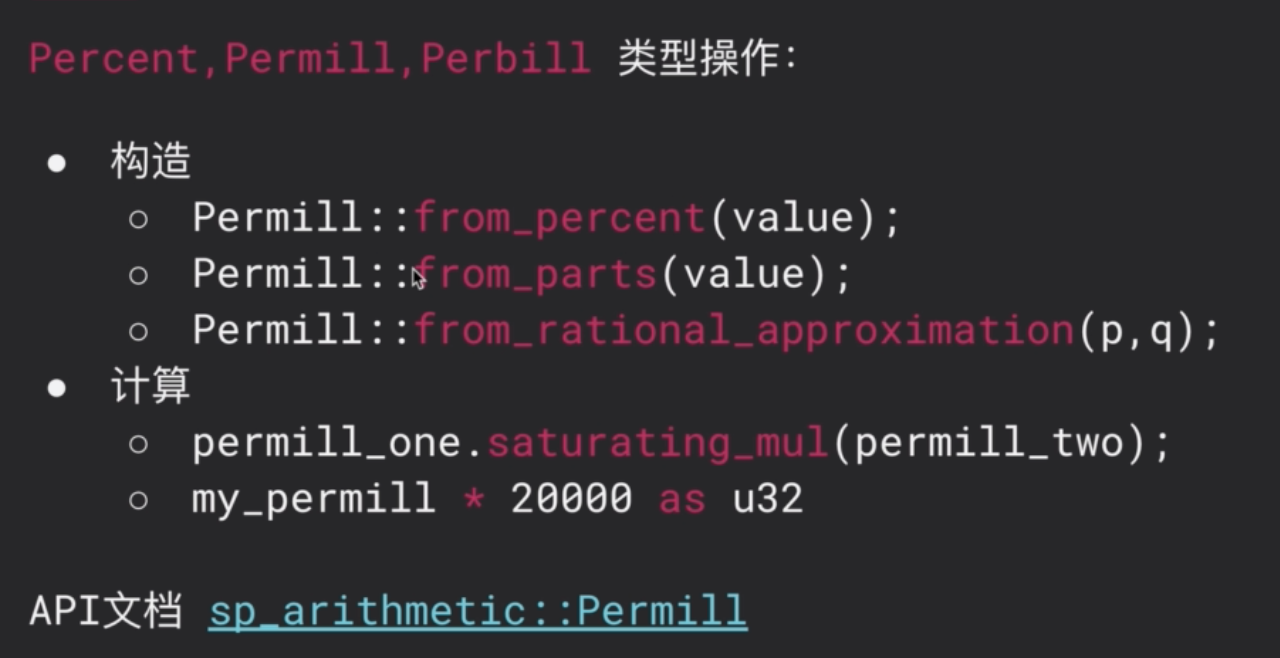 Percent,Permill,Perbill 类型操作:
● 构造
○ Permill::from_percent(value);
○ Permill::from_parts(value);
○ Permill::from_rational_approximation(p,q);
● 计算
○ permill_one.saturating_mul(permill_two);
○ my_permill * 20000 as u32
API文档 sp_arithmetic::Permill